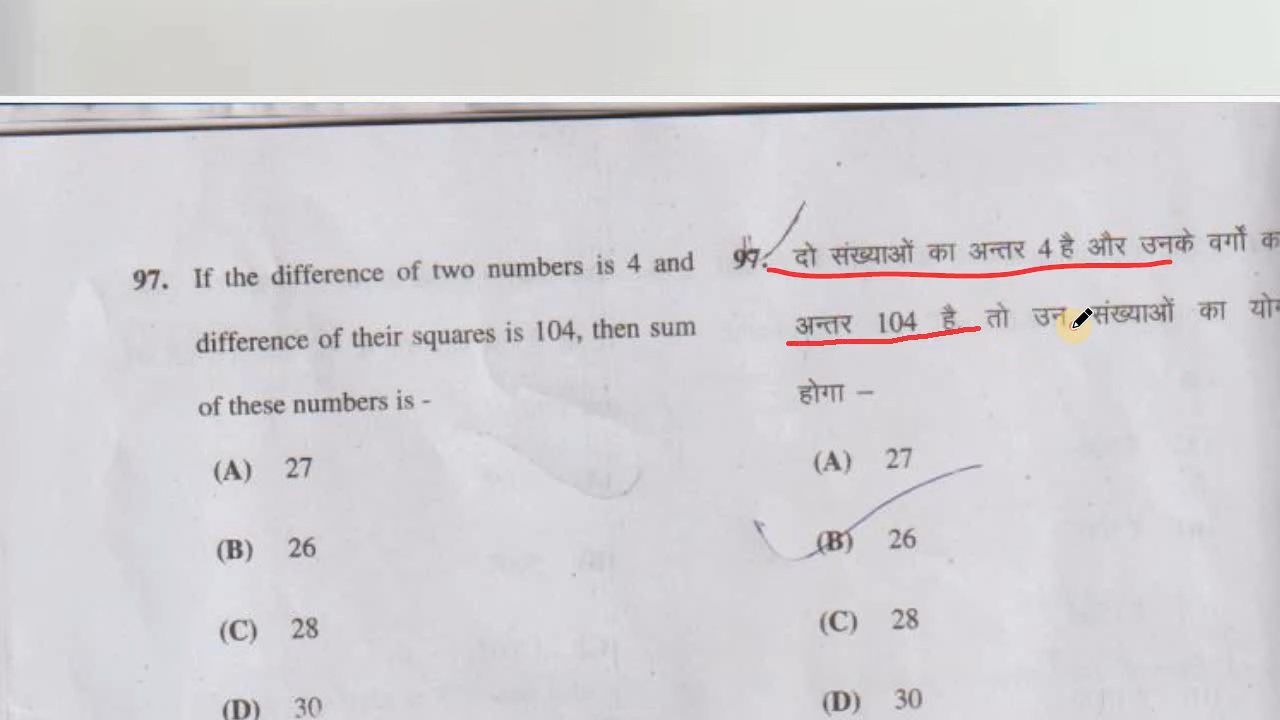 97. If the difference of two numbers is 4 and
difference of their squares is 104, then sum
of these numbers is -
(A) 27
(B) 26
(C) 28
(D) 30
97. दो संख्याओं का अन्तर 4 है और उनके वर्गों
अन्तर 104 है तो उन संख्याओं का
होगा –
(A) 27
(B) 26
(C) 28
(D) 30